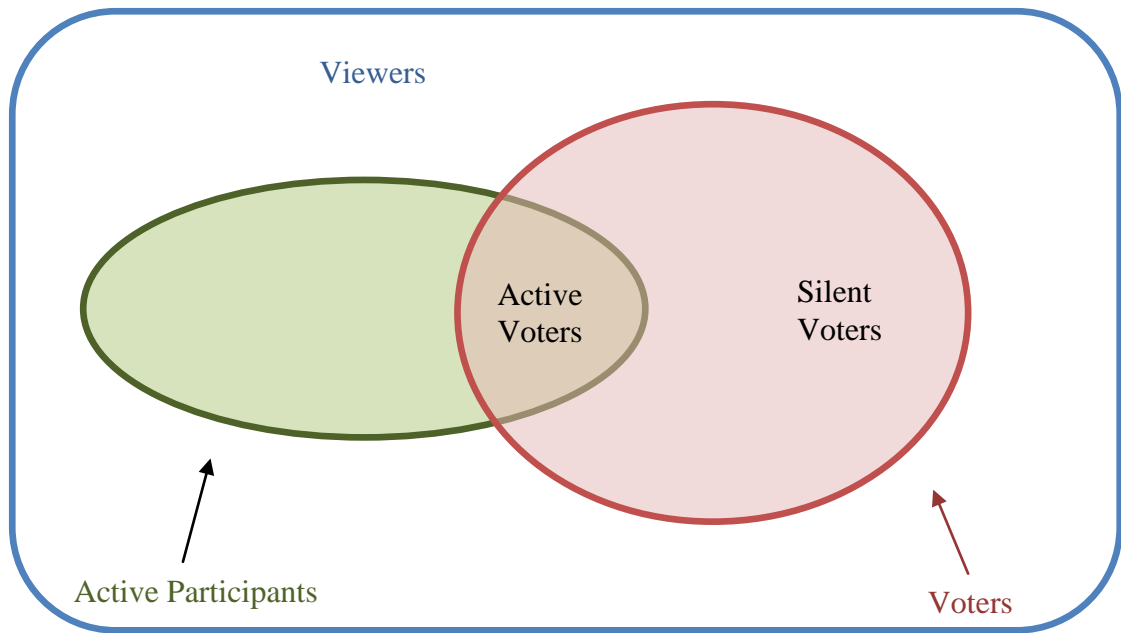 Viewers
Active
Voters
Silent
Voters
Active Participants
Voters